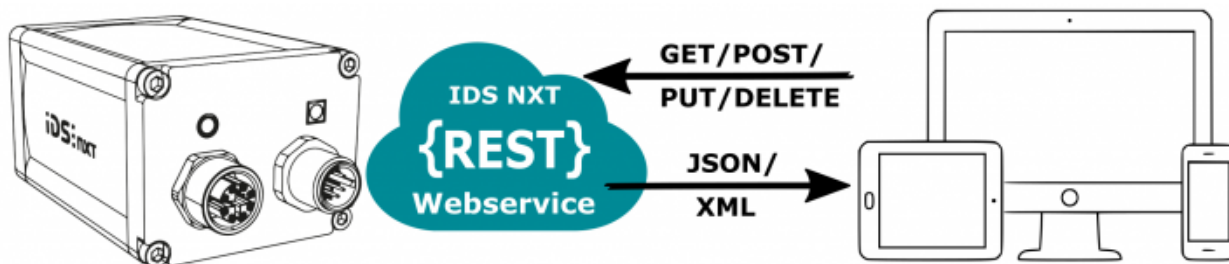 iDS:nxt
IDS NXT
{REST}
Webservice
GET/POST/
PUT/DELETE
JSON/
XML